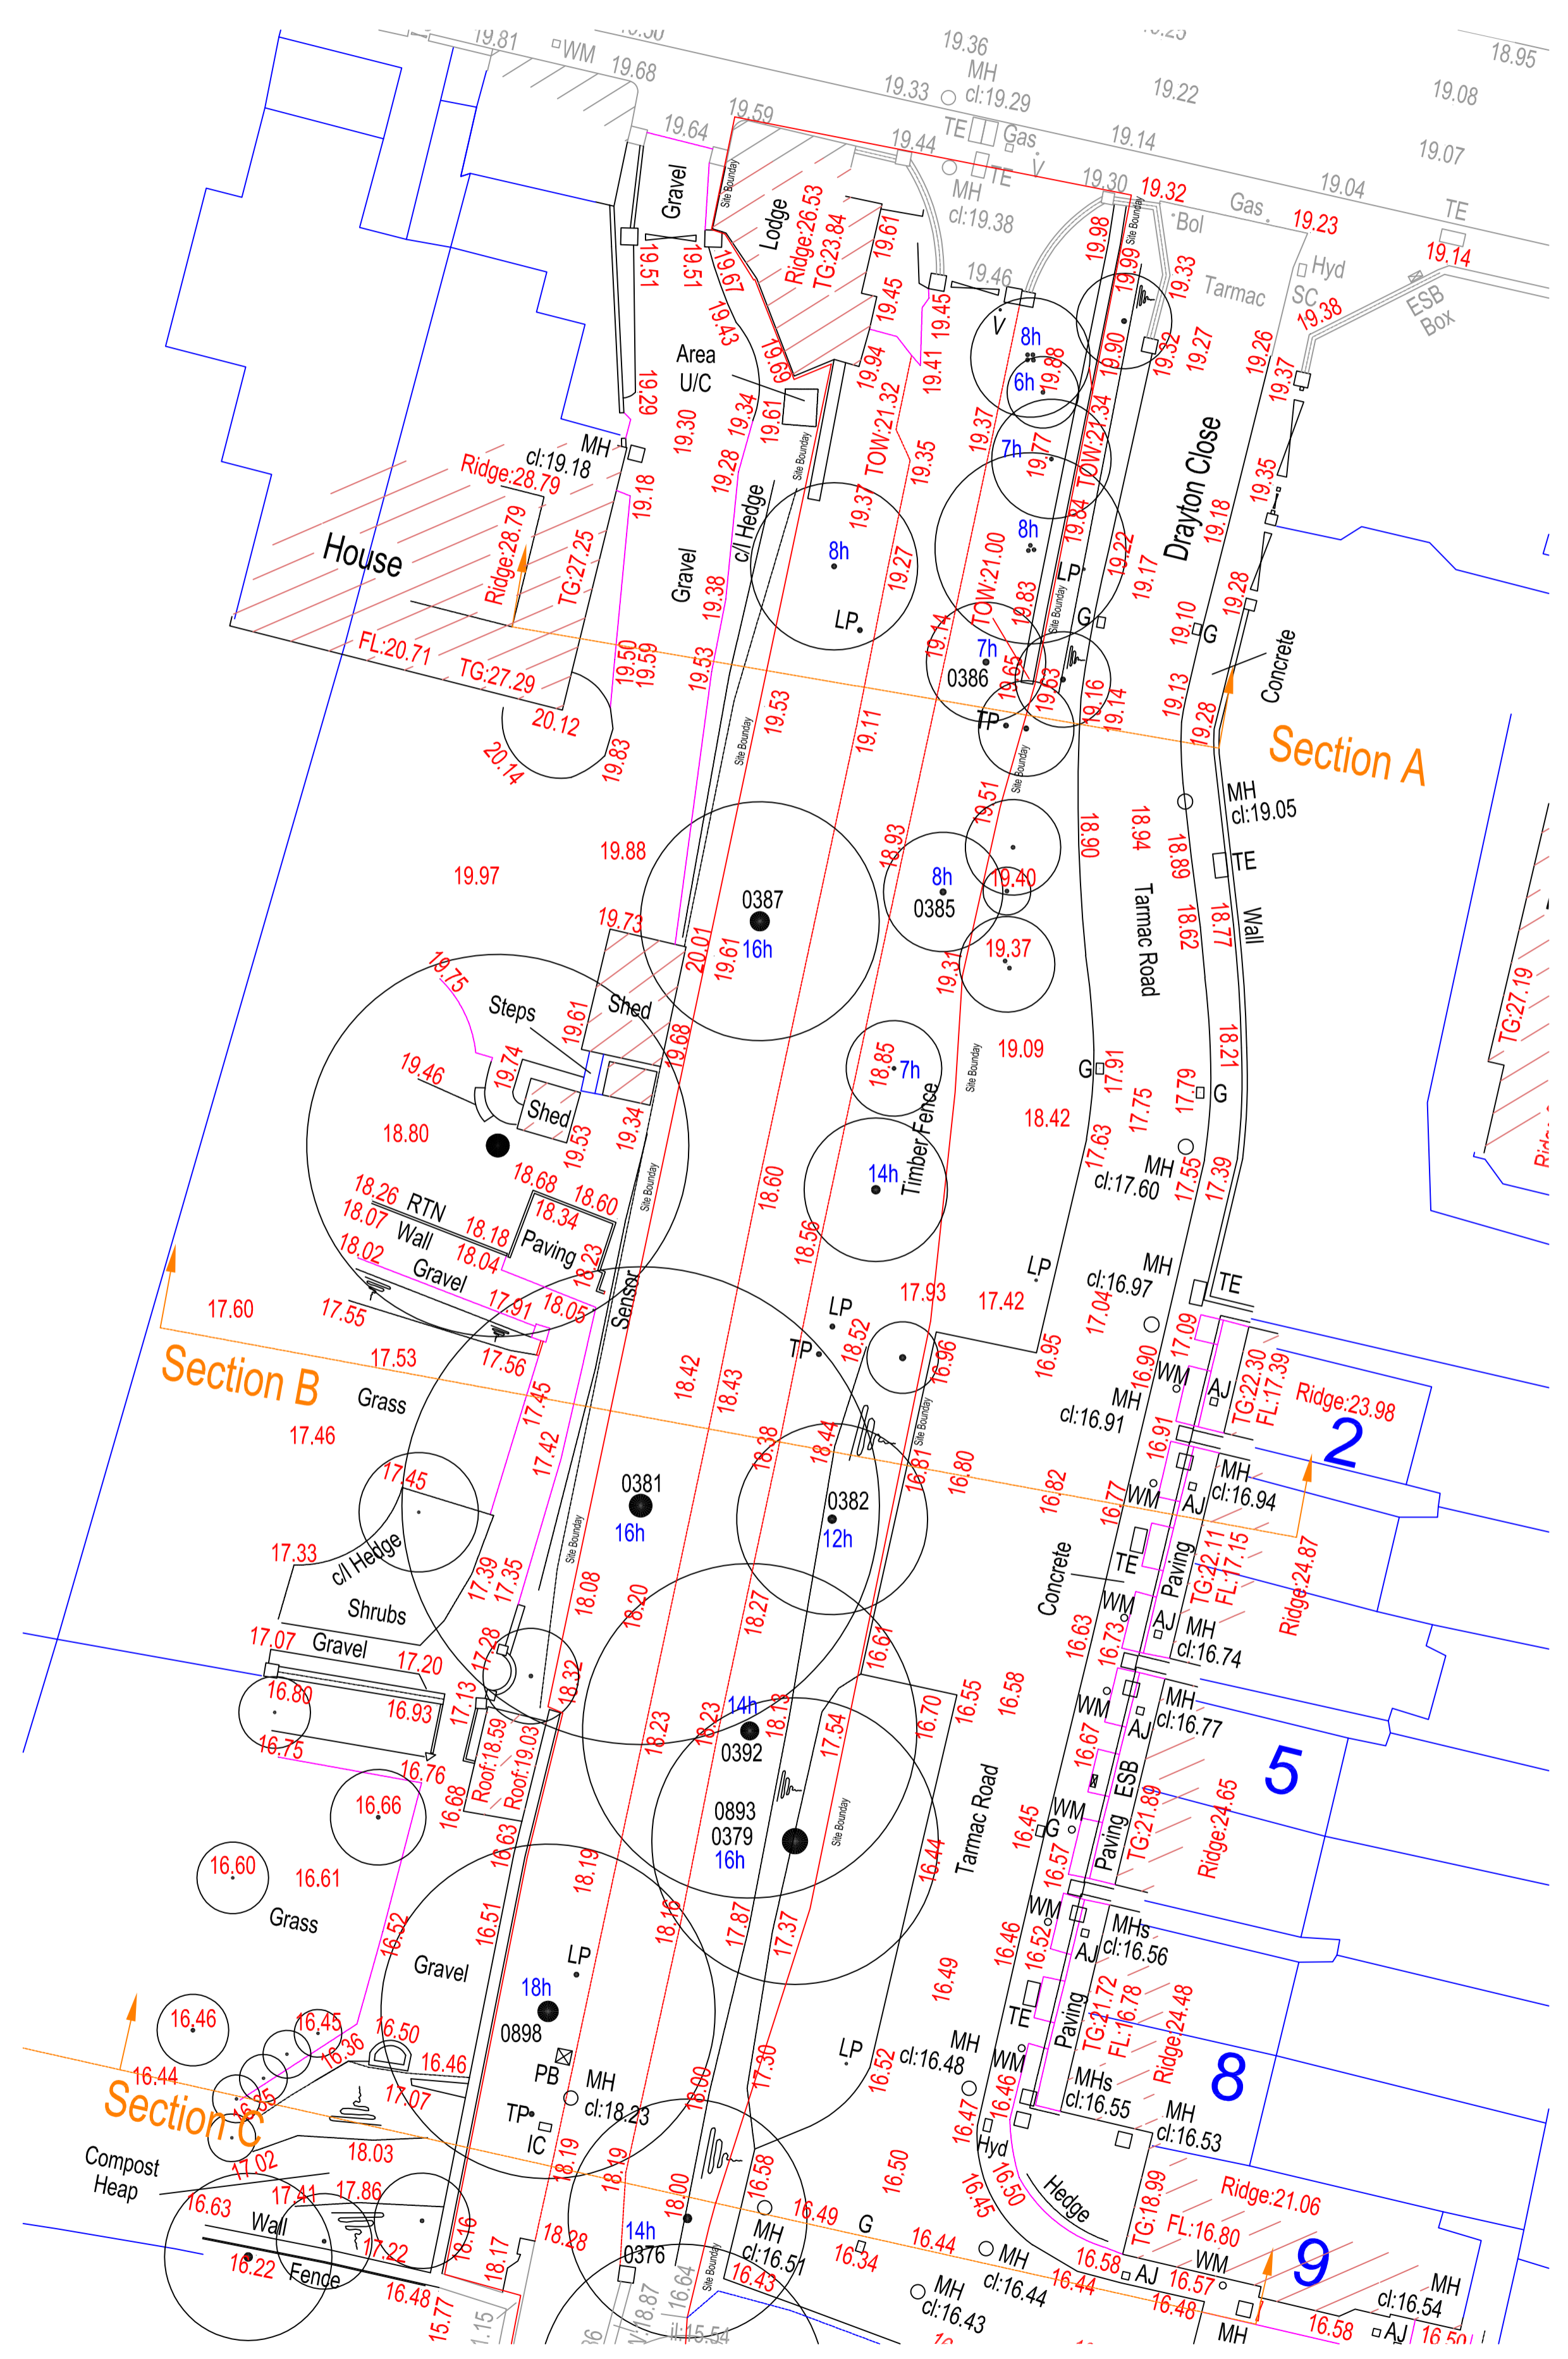 19.81
WM
19.68
19.36
MH
cl:19.29
19.33
19.22
18.95
19.08
19.64
19.59
19.44
TE
Gas
V
19.14
19.07
TE
MH
cl:19.38
19.30
19.32
19.04
Gas
19.23
TE
19.14
Gravel
Site Boundary
Lodge
Ridge:26.53
TG:23.84
19.61
19.98
Site Boundary
Bol
19.51
19.51
19.67
19.43
19.69
19.45
19.45
19.46
19.99
19.33
Tarmac
Hyd
SC
19.38
ESB
Box
V
8h
6h
19.88
19.90
19.32
19.27
19.26
19.37
Area
U/C
19.94
19.41
19.29
19.30
19.34
19.61
TOW:21.32
19.37
TOW:21.34
19.35
MH
cl:19.18
Ridge:28.79
19.18
19.28
Site Boundary
19.37
7h
19.77
Drayton Close
19.35
House
Ridge:28.79
TG:27.25
c/l Hedge
Gravel
19.38
8h
19.27
8h
19.84
19.18
TOW:21.00
LP
19.22
19.17
19.28
19.83
Site Boundary
FL:20.71
TG:27.29
19.50
19.59
19.53
LP
19.14
7h
0386
19.65
19.63
G
19.10
G
Concrete
20.12
20.14
19.83
19.53
Site Boundary
19.11
TP
19.16
19.14
19.13
19.28
Section A
Site Boundary
19.51
MH
cl:19.05
19.88
19.97
18.93
18.90
18.94
18.89
TE
19.73
0387
16h
8h
0385
19.40
Tarmac Road
18.62
18.77
Wall
20.01
19.61
19.31
19.37
19.75
Steps
19.61
Shed
19.68
TG:27.19
19.46
19.74
Shed
19.53
19.34
18.85
7h
Site Boundary
19.09
18.21
G
17.91
17.79
G
18.80
Timber Fence
18.42
17.75
17.63
18.68
18.60
Site Boundary
18.60
14h
MH
cl:17.60
17.55
17.39
18.26
RTN
18.07
Wall
18.34
18.18
Paving
18.02
18.04
Gravel
18.23
18.56
MH
cl:16.97
LP
TE
17.60
17.55
17.91
18.05
Sensor
17.93
17.42
17.04
LP
18.52
TP
17.53
17.56
Section B
18.42
18.43
16.96
16.95
17.09
16.90
WM
AJ
TG:22.30
FL:17.39
Ridge:23.98
Grass
17.45
17.42
MH
cl:16.91
2
17.46
18.38
18.44
Site Boundary
16.81
16.80
16.91
17.45
0381
16h
0382
12h
16.82
16.77
WM
AJ
MH
cl:16.94
17.33
c/l Hedge
17.39
17.35
Site Boundary
18.08
18.20
18.27
Concrete
TE
Paving
TG:22.11
FL:17.15
Ridge:24.87
Shrubs
WM
AJ
MH
cl:16.74
17.07
Gravel
17.20
17.28
16.61
16.63
16.73
16.80
16.93
17.13
18.32
16.70
16.55
16.58
WM
AJ
MH
cl:16.77
16.75
16.76
Roof:18.59
Roof:19.03
18.23
18.23
14h
0392
18.13
17.54
16.67
ESB
5
16.66
16.68
0893
0379
16h
Site Boundary
Tarmac Road
16.45
WM
G
Paving
TG:21.89
Ridge:24.65
16.60
16.61
16.63
18.19
16.44
16.57
Grass
16.52
16.51
18.16
17.87
17.37
WM
MHs
cl:16.56
Gravel
LP
16.49
16.46
16.52
AJ
18h
0898
16.46
16.45
16.50
16.36
16.46
TE
Paving
TG:21.72
FL:16.78
Ridge:24.48
PB
MH
cl:18.23
18.00
17.30
LP
16.52
MH
cl:16.48
WM
16.46
MHs
cl:16.55
8
16.44
Section C
17.07
TP
IC
16.47
Hyd
MH
cl:16.53
Compost
Heap
17.02
18.03
18.19
18.19
18.00
16.58
16.50
16.45
16.50
Hedge
TG:18.99
Ridge:21.06
16.63
17.41
17.86
Wall
17.22
18.16
18.17
18.28
14h
0376
MH
cl:16.51
16.49
G
16.34
16.44
FL:16.80
WM
9
16.22
Fence
16.48
15.77
Site Boundary
16.43
16.64
MH
cl:16.44
16.58
AJ
16.57
16.44
16.48
MH
cl:16.43
MH
16.58
MH
cl:16.54
AJ
16.50